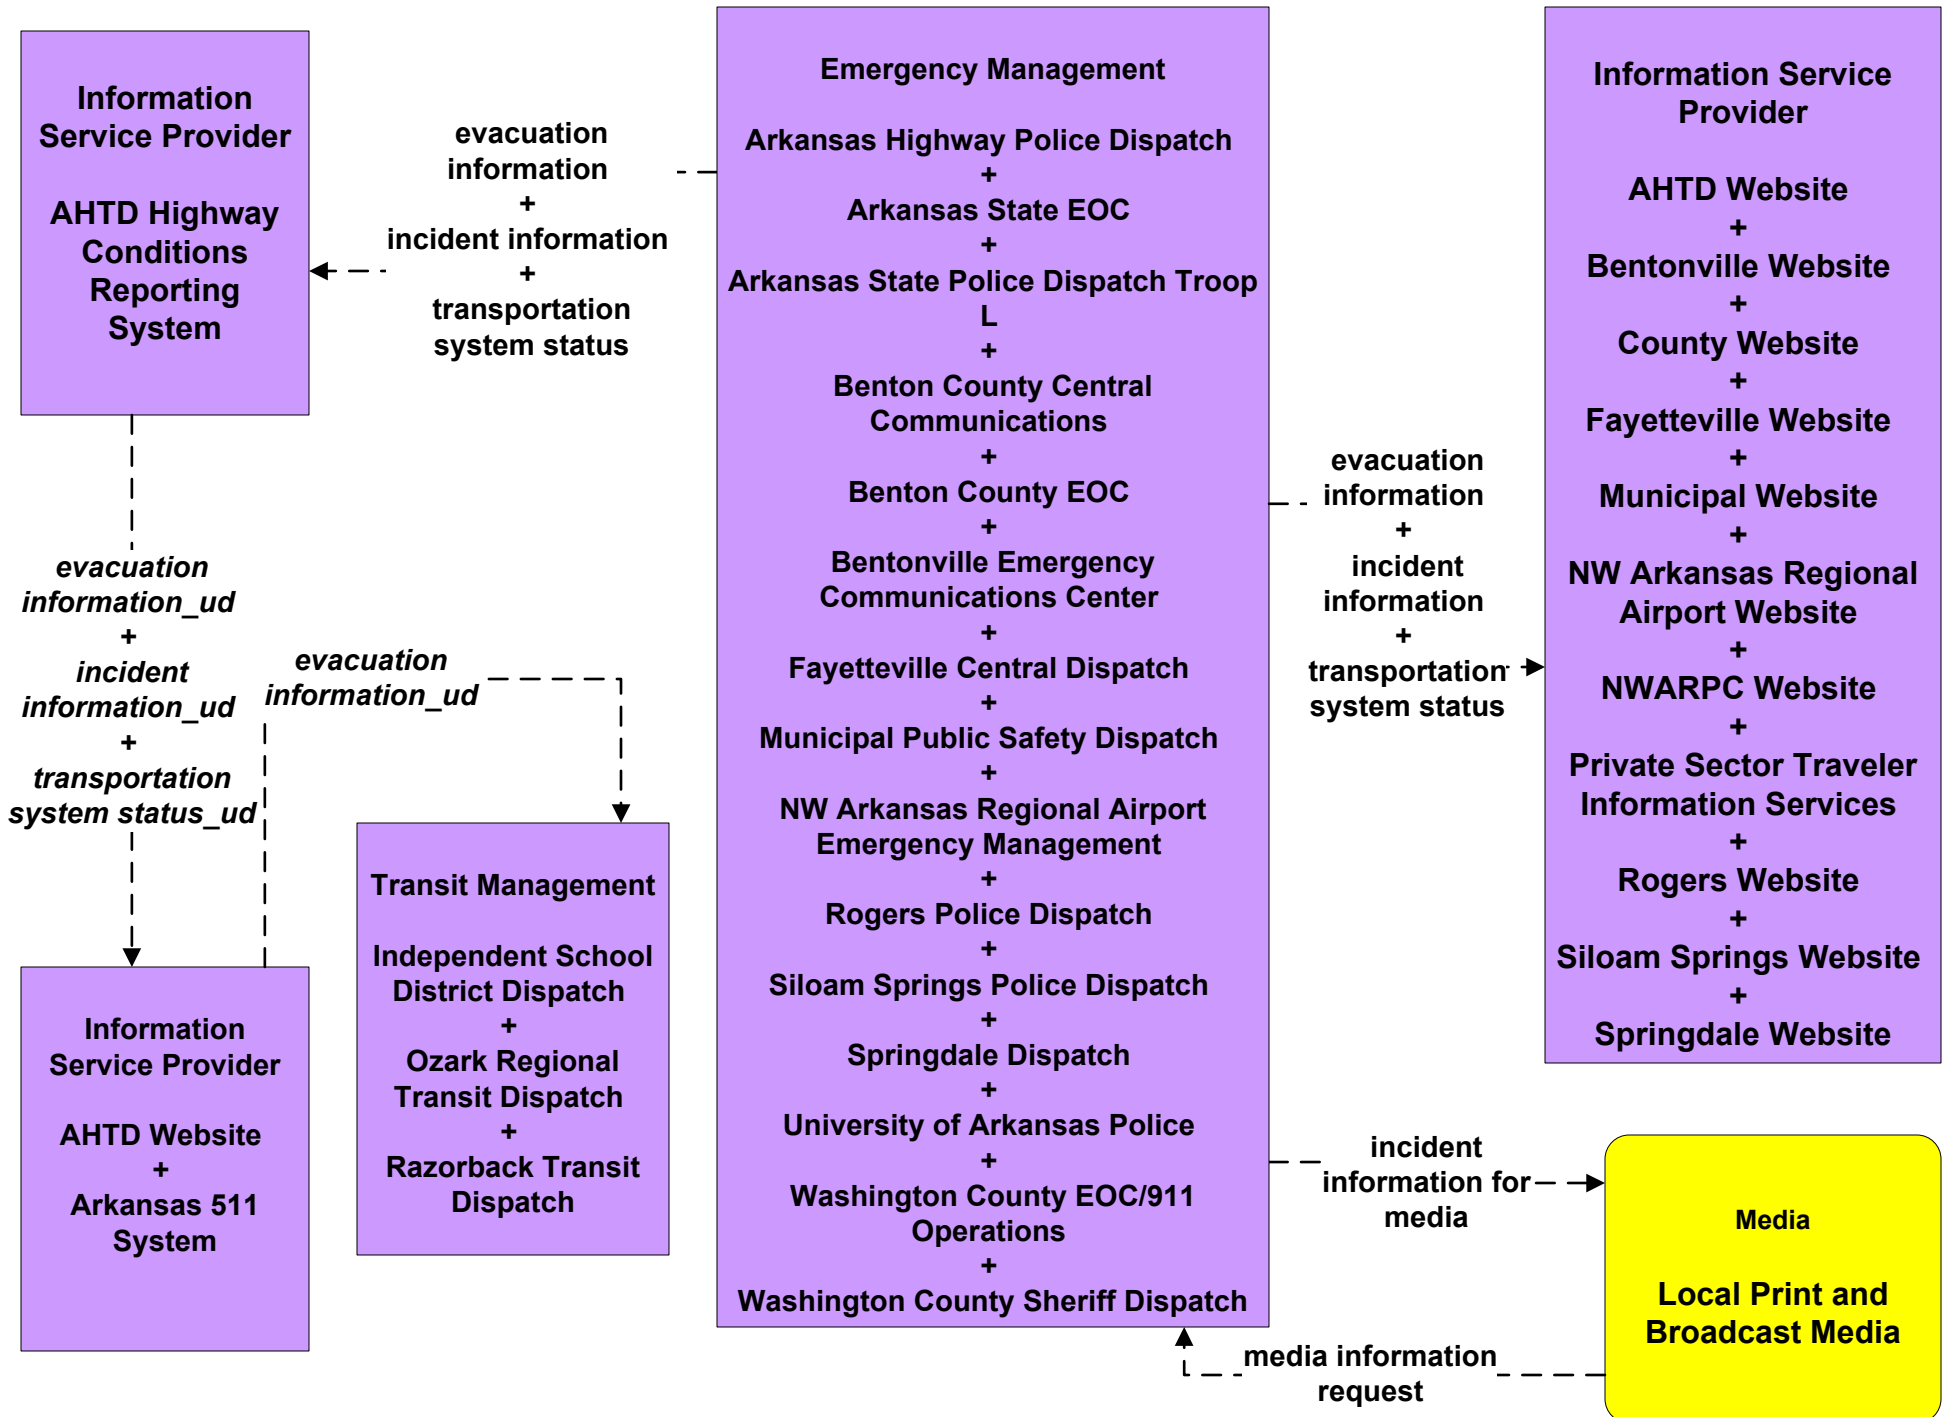 Information
Service Provider
AHTD Highway
Conditions
Reporting
System
evacuation
information
+
incident information
+
transportation
system status
Emergency Management
Arkansas Highway Police Dispatch
+
Arkansas State EOC
+
Arkansas State Police Dispatch Troop
L
+
Benton County Central
Communications
+
Benton County EOC
+
Bentonville Emergency
Communications Center
+
Fayetteville Central Dispatch
+
Municipal Public Safety Dispatch
+
NW Arkansas Regional Airport
Emergency Management
+
Rogers Police Dispatch
+
Siloam Springs Police Dispatch
+
Springdale Dispatch
+
University of Arkansas Police
+
Washington County EOC/911
Operations
+
Washington County Sheriff Dispatch
evacuation
information
+
incident
information
+
transportation
system status
Information Service
Provider
AHTD Website
+
Bentonville Website
+
County Website
+
Fayetteville Website
+
Municipal Website
+
NW Arkansas Regional
Airport Website
+
NWARPC Website
+
Private Sector Traveler
Information Services
+
Rogers Website
+
Siloam Springs Website
+
Springdale Website
evacuation
information_ud
+
incident
information_ud
+
transportation
system status_ud
evacuation
information_ud
Transit Management
Independent School
District Dispatch
+
Ozark Regional
Transit Dispatch
+
Razorback Transit
Dispatch
Information
Service Provider
AHTD Website
+
Arkansas 511
System
incident
information for
media
Media
Local Print and
Broadcast Media
media information
request